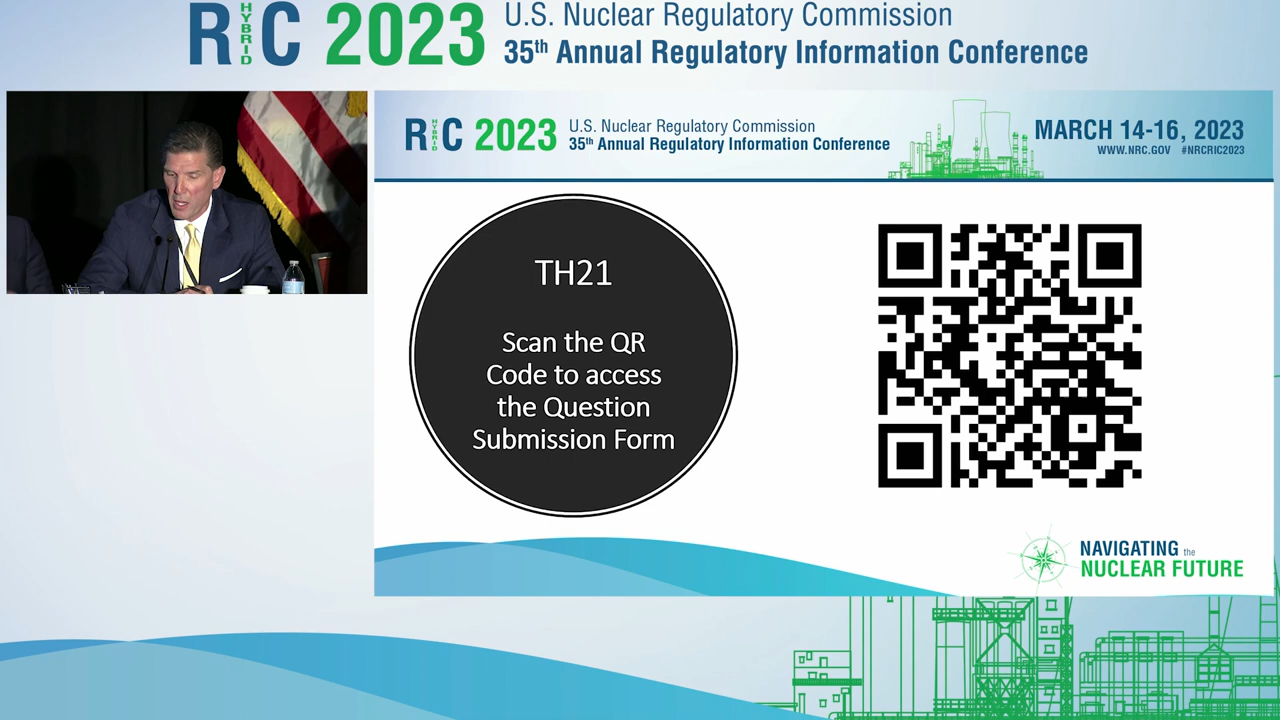 RIC 2023
HYBRID
U.S. Nuclear Regulatory Commission
35th Annual Regulatory Information Conference
RIC 2023
HYBRID
U.S. Nuclear Regulatory Commission
35th Annual Regulatory Information Conference
MARCH 14-16, 2023
WWW.NRC.GOV #NRCRIC2023
TH21
Scan the QR
Code to access
the Question
Submission Form
NAVIGATING the
NUCLEAR FUTURE